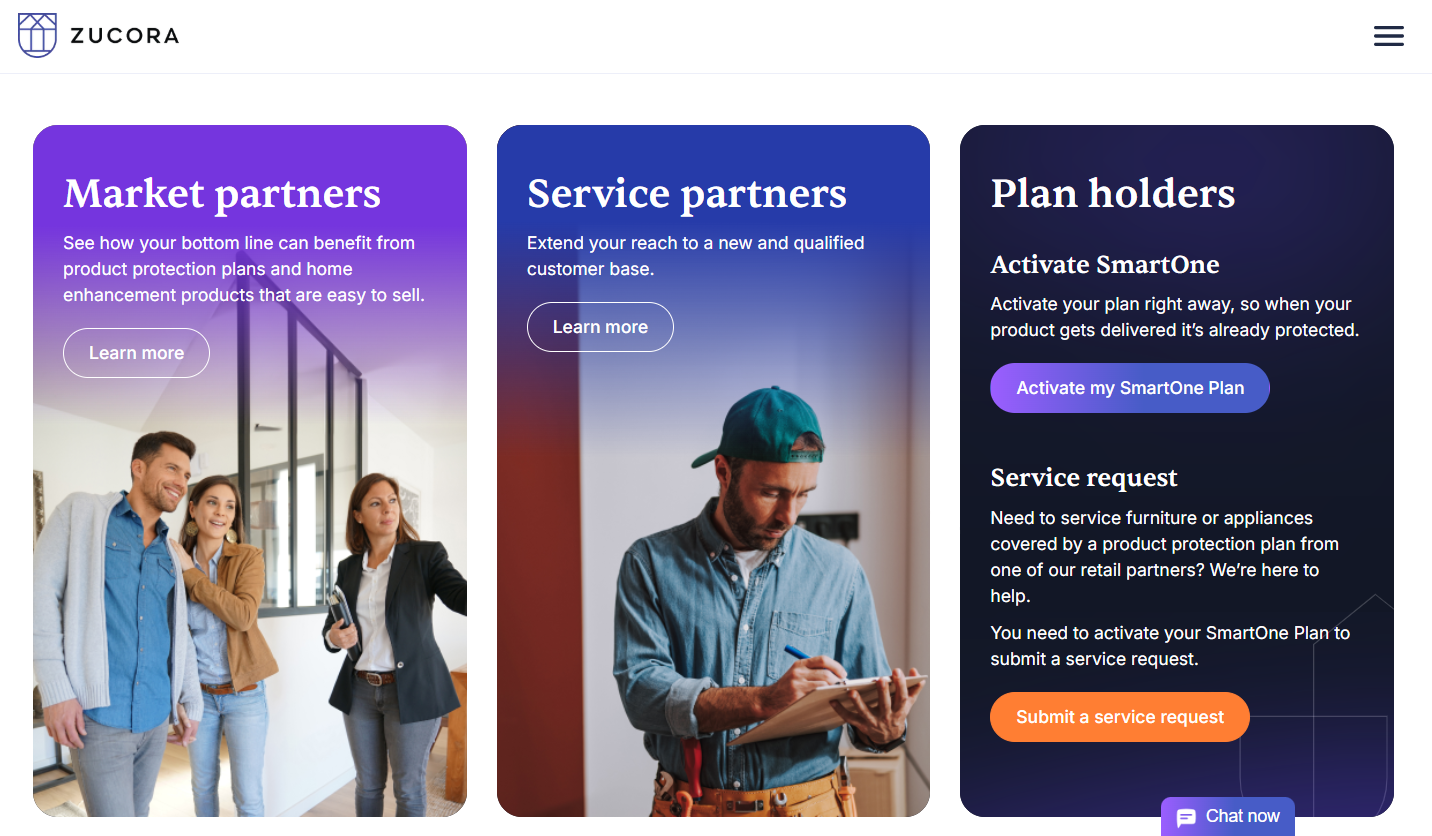 ZUCORA
Market partners
See how your bottom line can benefit from
product protection plans and home
enhancement products that are easy to sell.
Learn more
Service partners
Extend your reach to a new and qualified
customer base.
Learn more
Plan holders
Activate SmartOne
Activate your plan right away, so when your
product gets delivered it’s already protected.
Activate my SmartOne Plan
Service request
Need to service furniture or appliances
covered by a product protection plan from
one of our retail partners? We’re here to
help.
You need to activate your SmartOne Plan to
submit a service request.
Submit a service request
Chat now